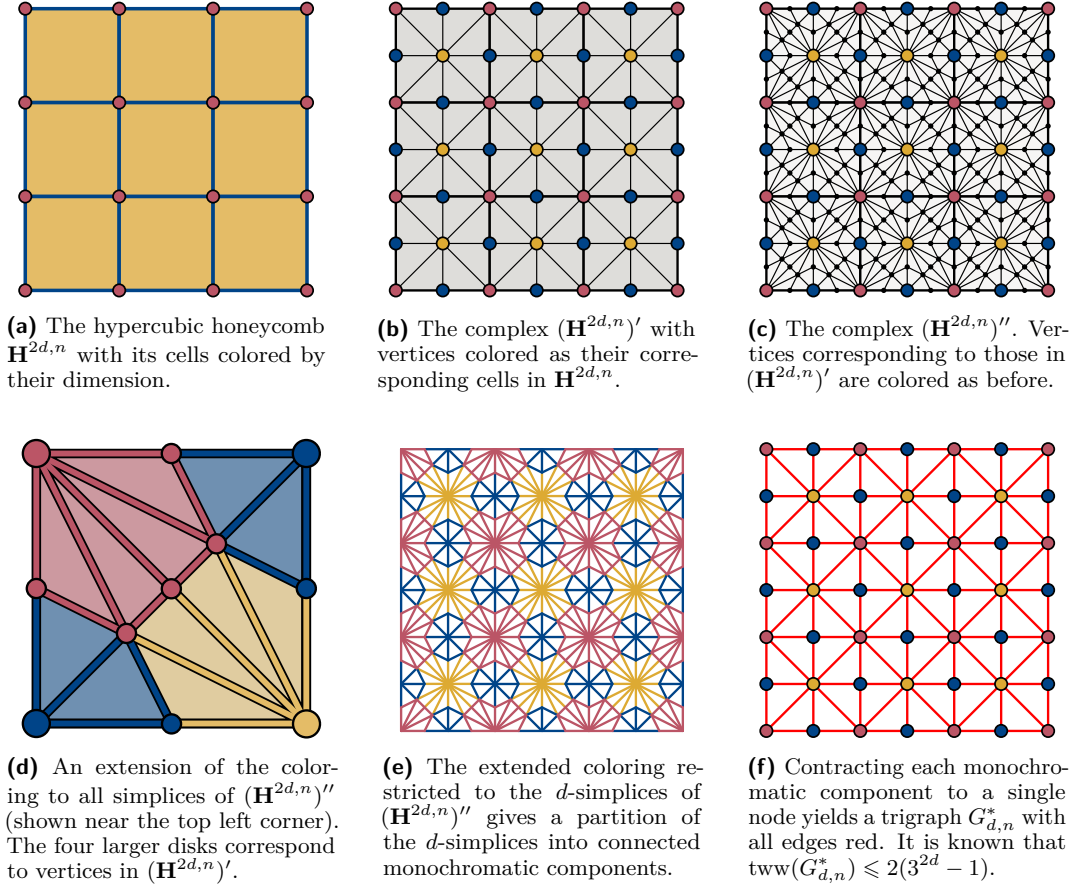 (a) The hypercubic honeycomb
H^{2d,n} with its cells colored by
their dimension.
(b) The complex (H^{2d,n})′ with
vertices colored as their corre-
sponding cells in H^{2d,n}.
(c) The complex (H^{2d,n})′′. Ver-
tices corresponding to those in
(H^{2d,n})′ are colored as before.
(d) An extension of the color-
ing to all simplices of (H^{2d,n})′′
(shown near the top left corner).
The four larger disks correspond
to vertices in (H^{2d,n})′.
(e) The extended coloring re-
stricted to the d-simplices of
(H^{2d,n})′′ gives a partition of
the d-simplices into connected
monochromatic components.
(f) Contracting each monochro-
matic component to a single
node yields a trigraph G^*_{d,n} with
all edges red. It is known that
tww(G^*_{d,n}) ⩽ 2(3^{2d} − 1).